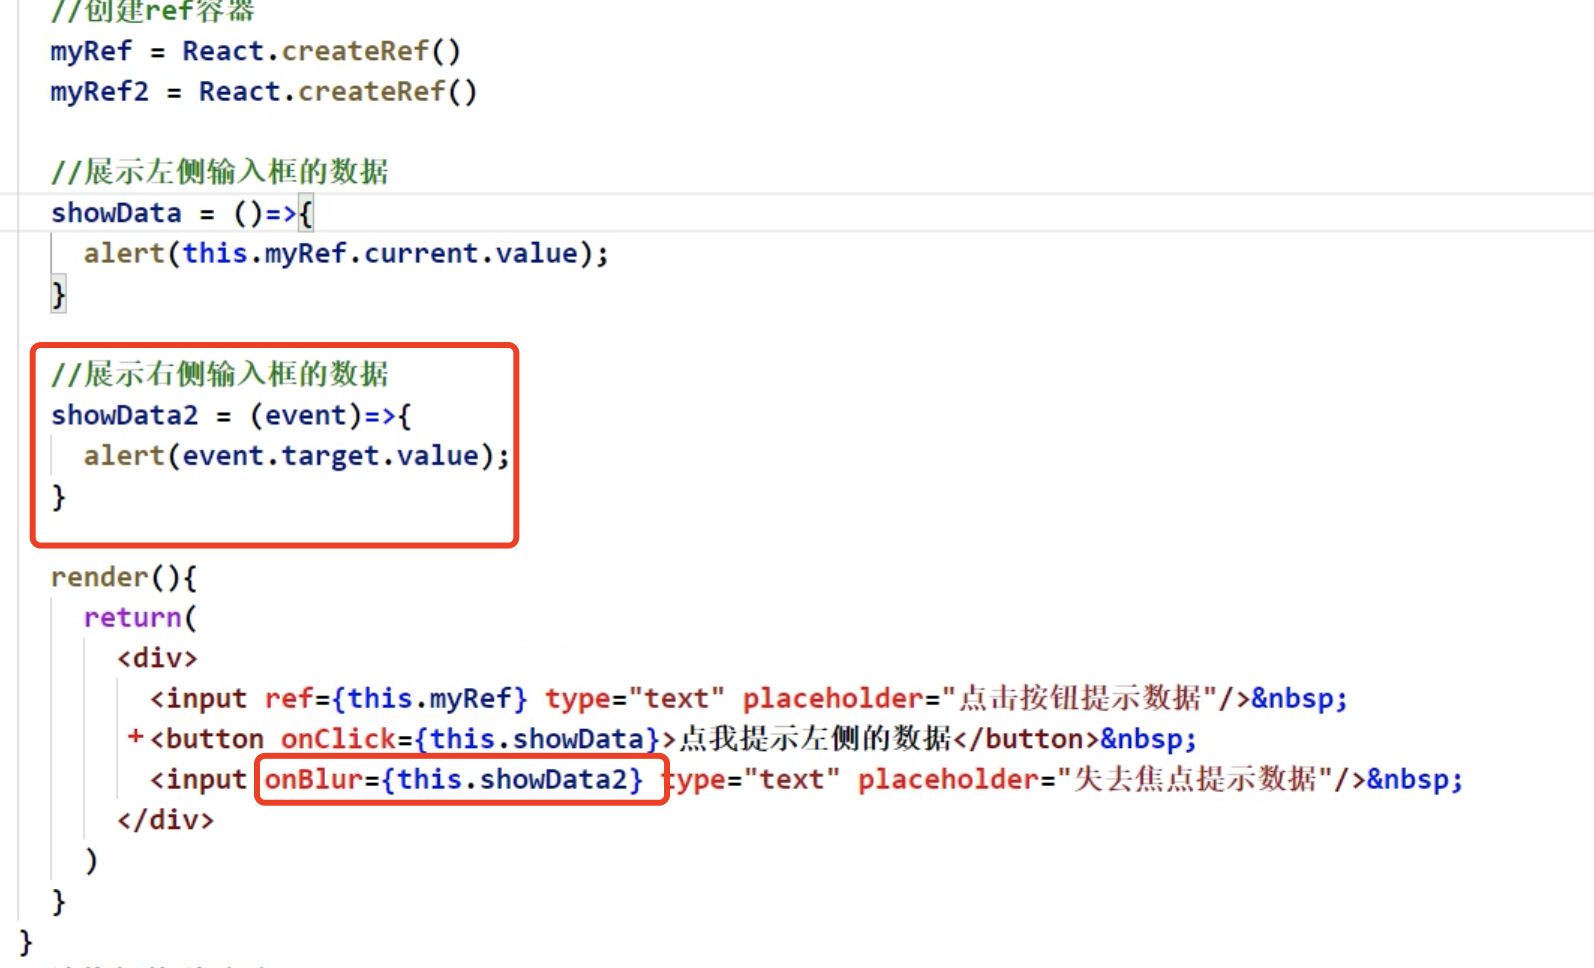 //创建ref容器
myRef = React.createRef()
myRef2 = React.createRef()
//展示左侧输入框的数据
showData = ()=>{
alert(this.myRef.current.value);
}
//展示右侧输入框的数据
showData2 = (event)=>{
alert(event.target.value);
}
render(){
return(
<div>
<input ref={this.myRef} type="text" placeholder="点击按钮提示数据"/>&nbsp;
<button onClick={this.showData}>点我提示左侧的数据</button>&nbsp;
<input onBlur={this.showData2} type="text" placeholder="失去焦点提示数据"/>&nbsp;
</div>
)
}
}